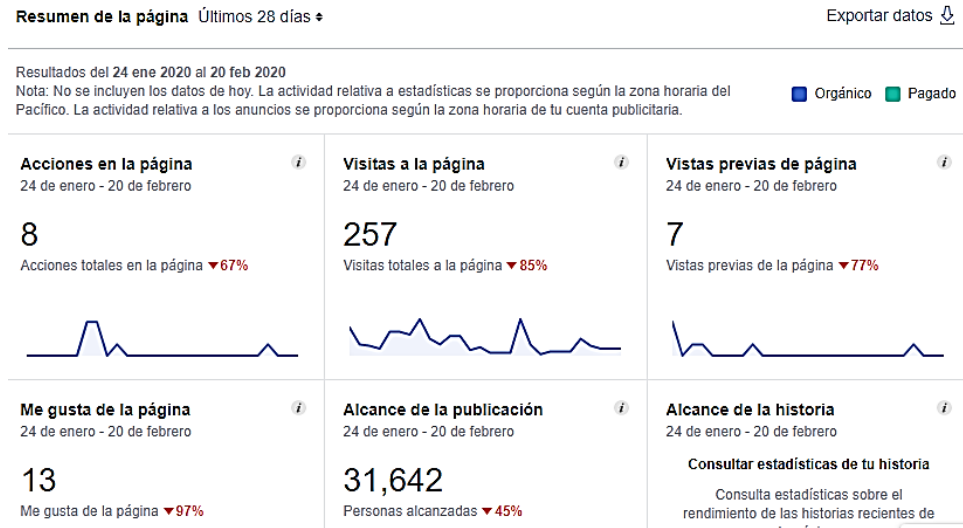 Resumen de la página Últimos 28 días
Exportar datos
Resultados del 24 ene 2020 al 20 feb 2020
Nota: No se incluyen los datos de hoy. La actividad relativa a estadísticas se proporciona según la zona horaria del
Pacífico. La actividad relativa a los anuncios se proporciona según la zona horaria de tu cuenta publicitaria.
Orgánico Pagado
Acciones en la página
24 de enero - 20 de febrero
8
Acciones totales en la página ▼67%
Visitas a la página
24 de enero - 20 de febrero
257
Visitas totales a la página ▼85%
Vistas previas de página
24 de enero - 20 de febrero
7
Vistas previas de la página ▼77%
Me gusta de la página
24 de enero - 20 de febrero
13
Me gusta de la página ▼97%
Alcance de la publicación
24 de enero - 20 de febrero
31,642
Personas alcanzadas ▼45%
Alcance de la historia
24 de enero - 20 de febrero
Consultar estadísticas de tu historia
Consulta estadísticas sobre el
rendimiento de las historias recientes de